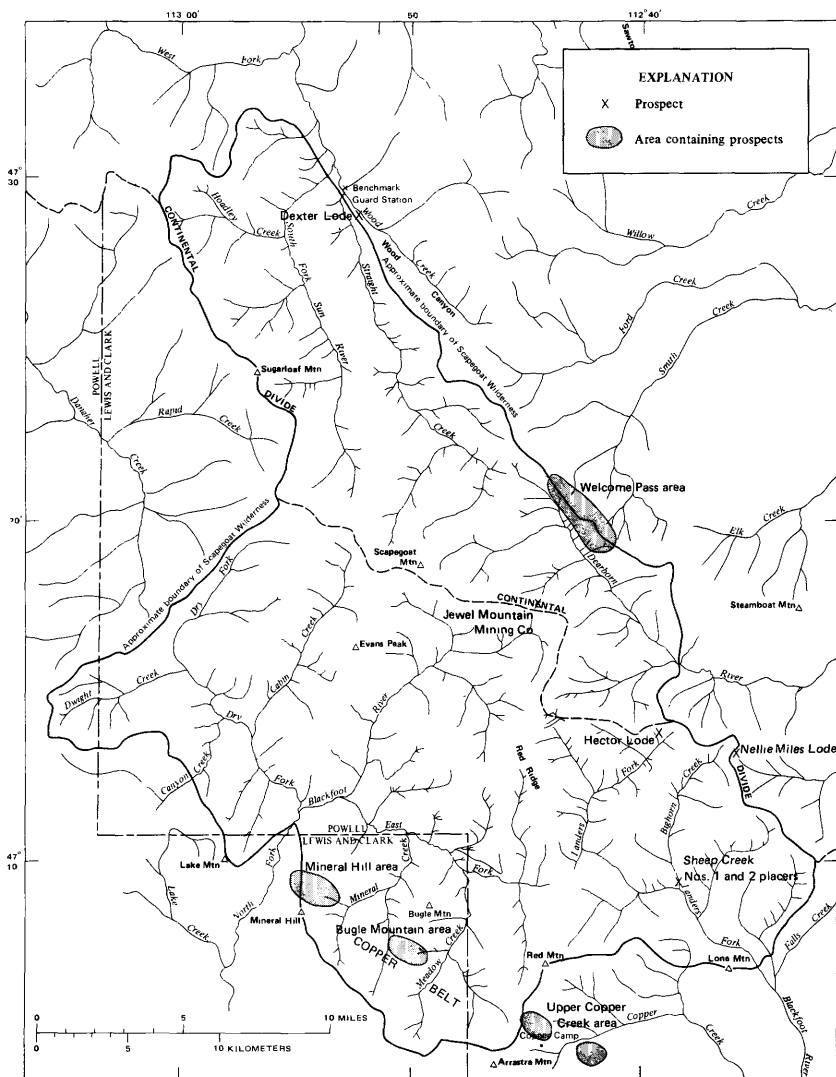 113°00'
50
112°40'
West
Fork
EXPLANATION
Prospect
Area containing prospects
47°
30'
Benchmark
Guard Station
Dexter Lode
CONTINENTAL
Hoadley
Creek
South
Fork
Sun
River
Straight
Creek
Wood
Creek
Wood
Canyon
Approximate boundary of Scapegoat Wilderness
Willow
Creek
Ford
Creek
Smith
Creek
POWELL
LEWIS AND CLARK
Sugarloaf Mtn
DIVIDE
Danaher
Creek
Rapid
Creek
Welcome Pass area
20'
Elk
Creek
Steamboat Mtn
Dearborn
River
Approximate boundary of Scapegoat Wilderness
Dry
Fork
Scapegoat
Mtn
CONTINENTAL
Jewel Mountain
Mining Co
Evans Peak
Cabin
Creek
River
Dwight
Creek
Dry
Fork
Canyon
Creek
Blackfoot
Red Ridge
Hector Lode
Nellie Miles Lode
DIVIDE
Landers
Fork
Bighorn
Creek
POWELL
LEWIS AND CLARK
East
Fork
47°
10'
Lake Mtn
Lake
Creek
North
Fork
Mineral Hill area
Mineral
Creek
Mineral Hill
Bugle Mtn
Bugle Mountain area
COPPER
BELT
Meadow
Creek
Sheep Creek
Nos. 1 and 2 placers
Landers
Fork
Falls
Creek
Red Mtn
Lone Mtn
Blackfoot
River
Upper Copper
Creek area
Copper
Creek
Copper Camp
Arrastra Mtn
0
5
10 MILES
0
5
10 KILOMETERS